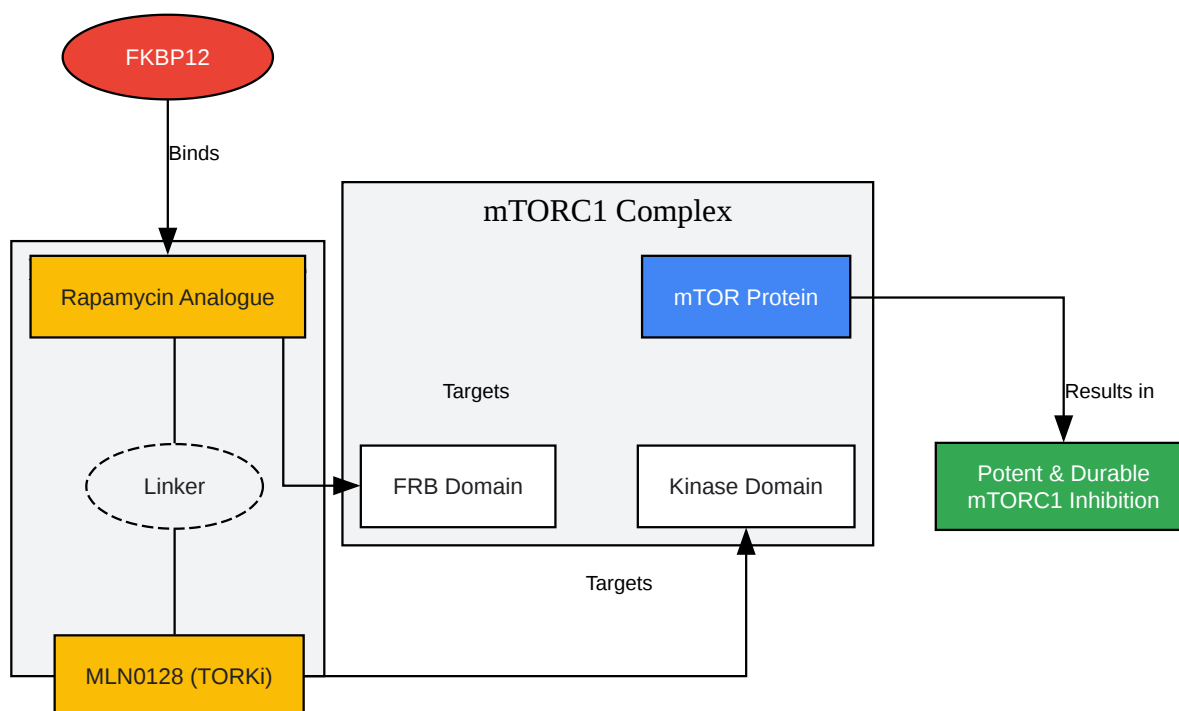 FKBP12
Binds
mTORC1 Complex
Rapamycin Analogue
mTOR Protein
Targets
Results in
Linker
FRB Domain
Kinase Domain
Potent & Durable
mTORC1 Inhibition
Targets
MLN0128 (TORKi)